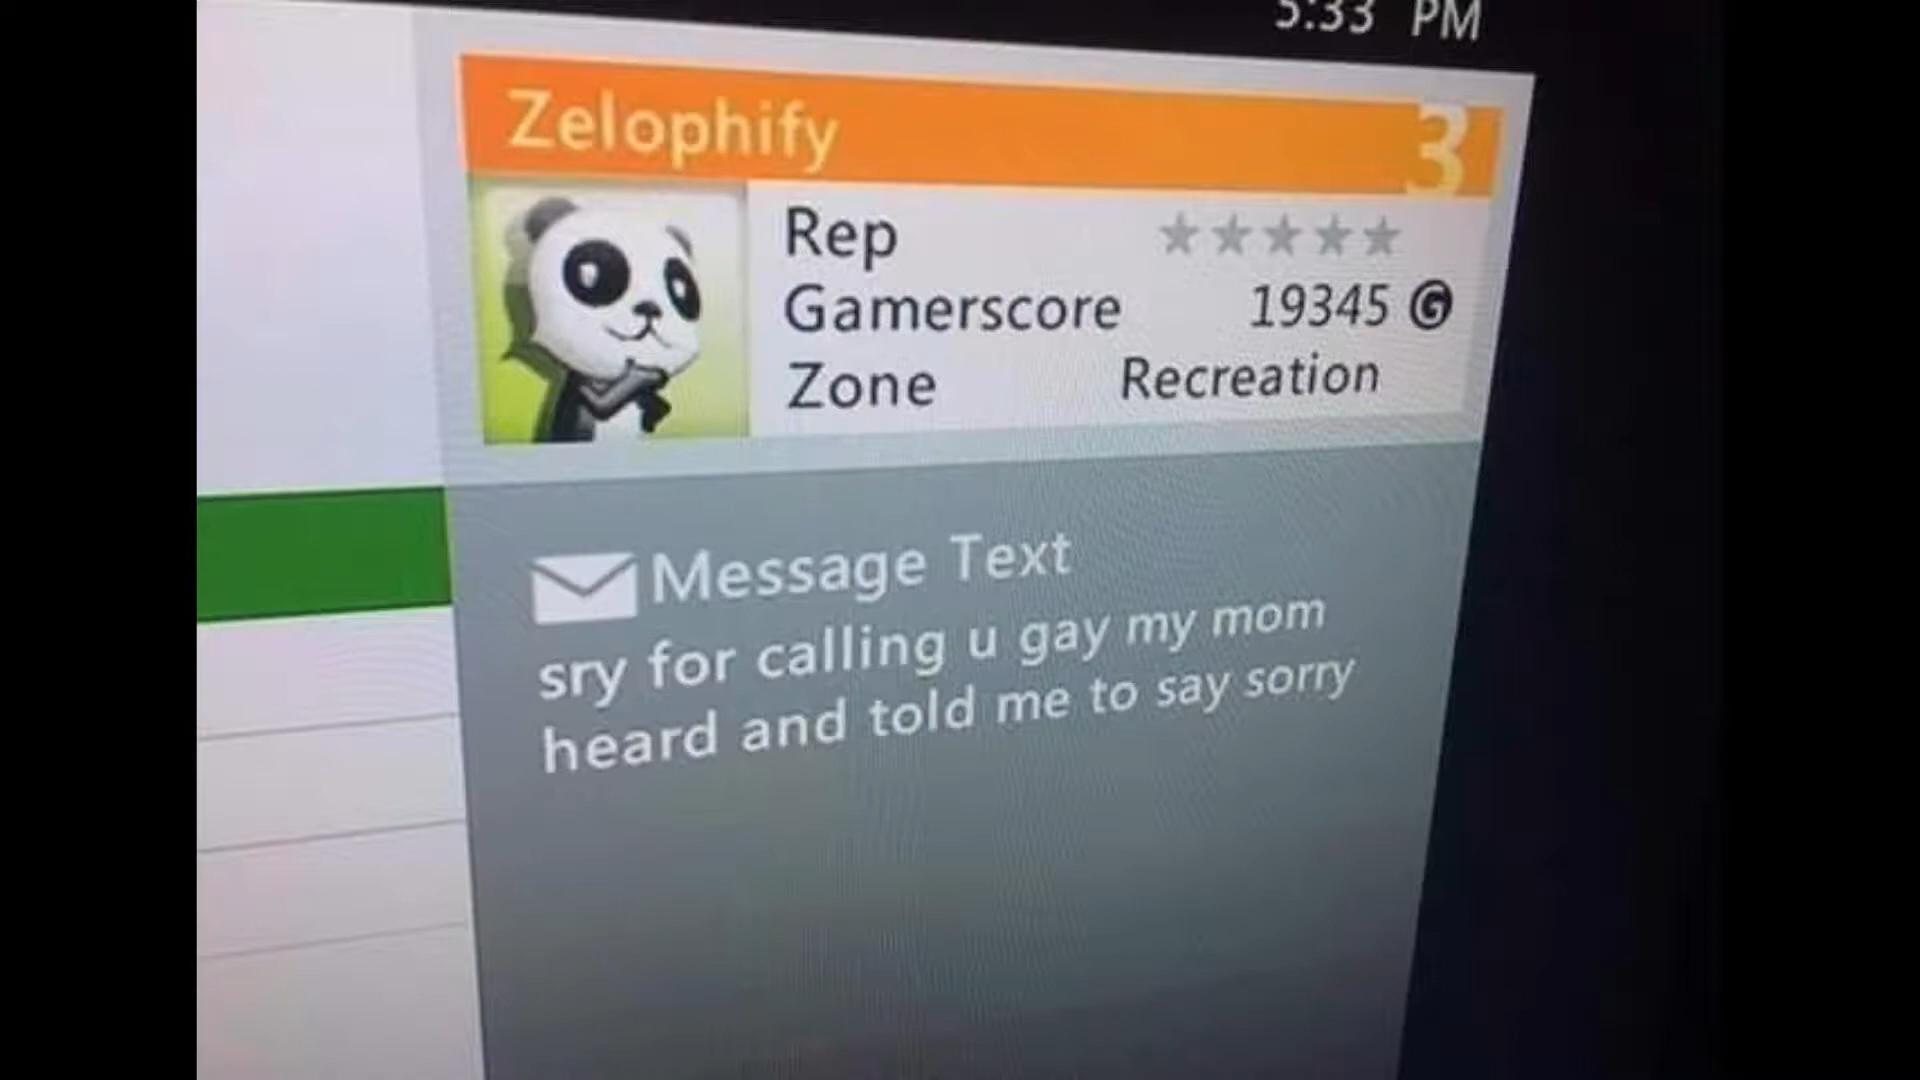 5:33 PM
Zelophify 3
Rep
Gamerscore 19345 G
Zone Recreation
Message Text
sry for calling u gay my mom
heard and told me to say sorry